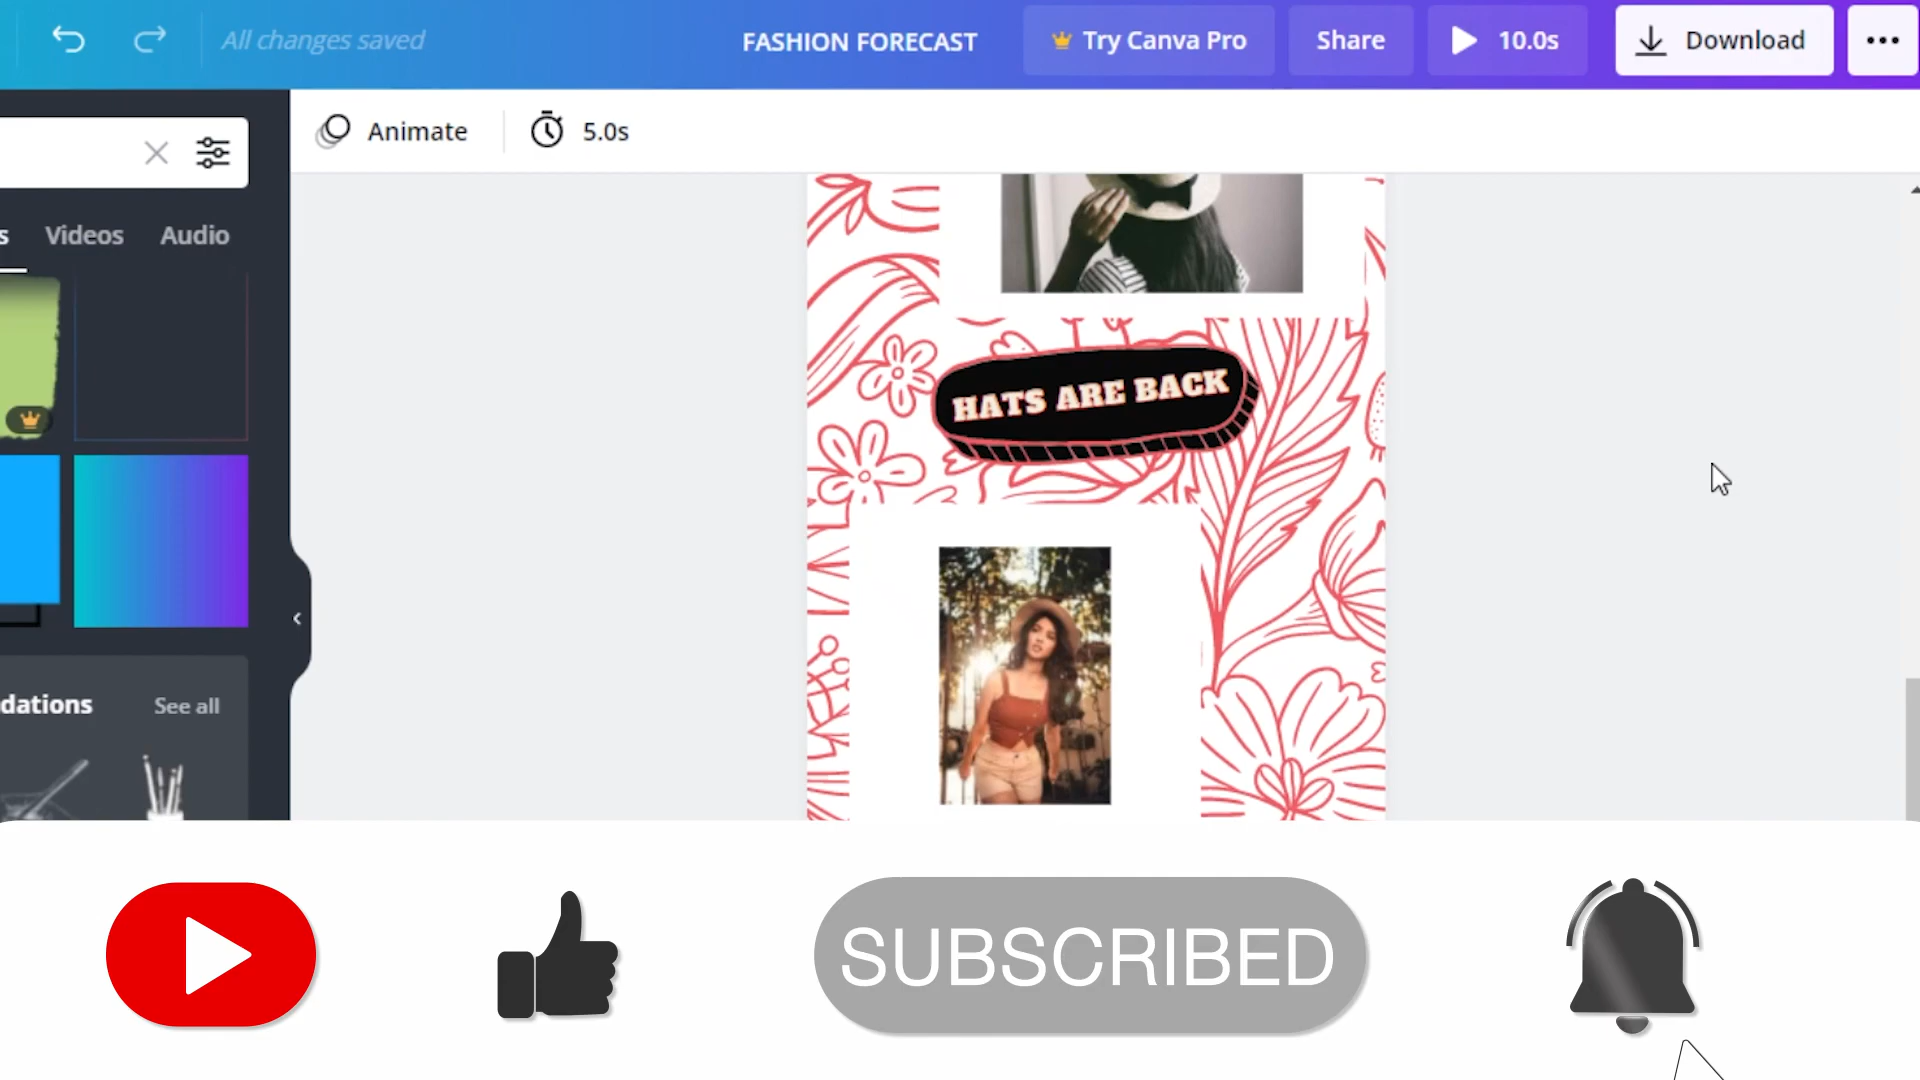 All changes saved
FASHION FORECAST
Try Canva Pro
Share
10.0s
Download
Animate
5.0s
s
Videos
Audio
HATS ARE BACK
dations
See all
SUBSCRIBED